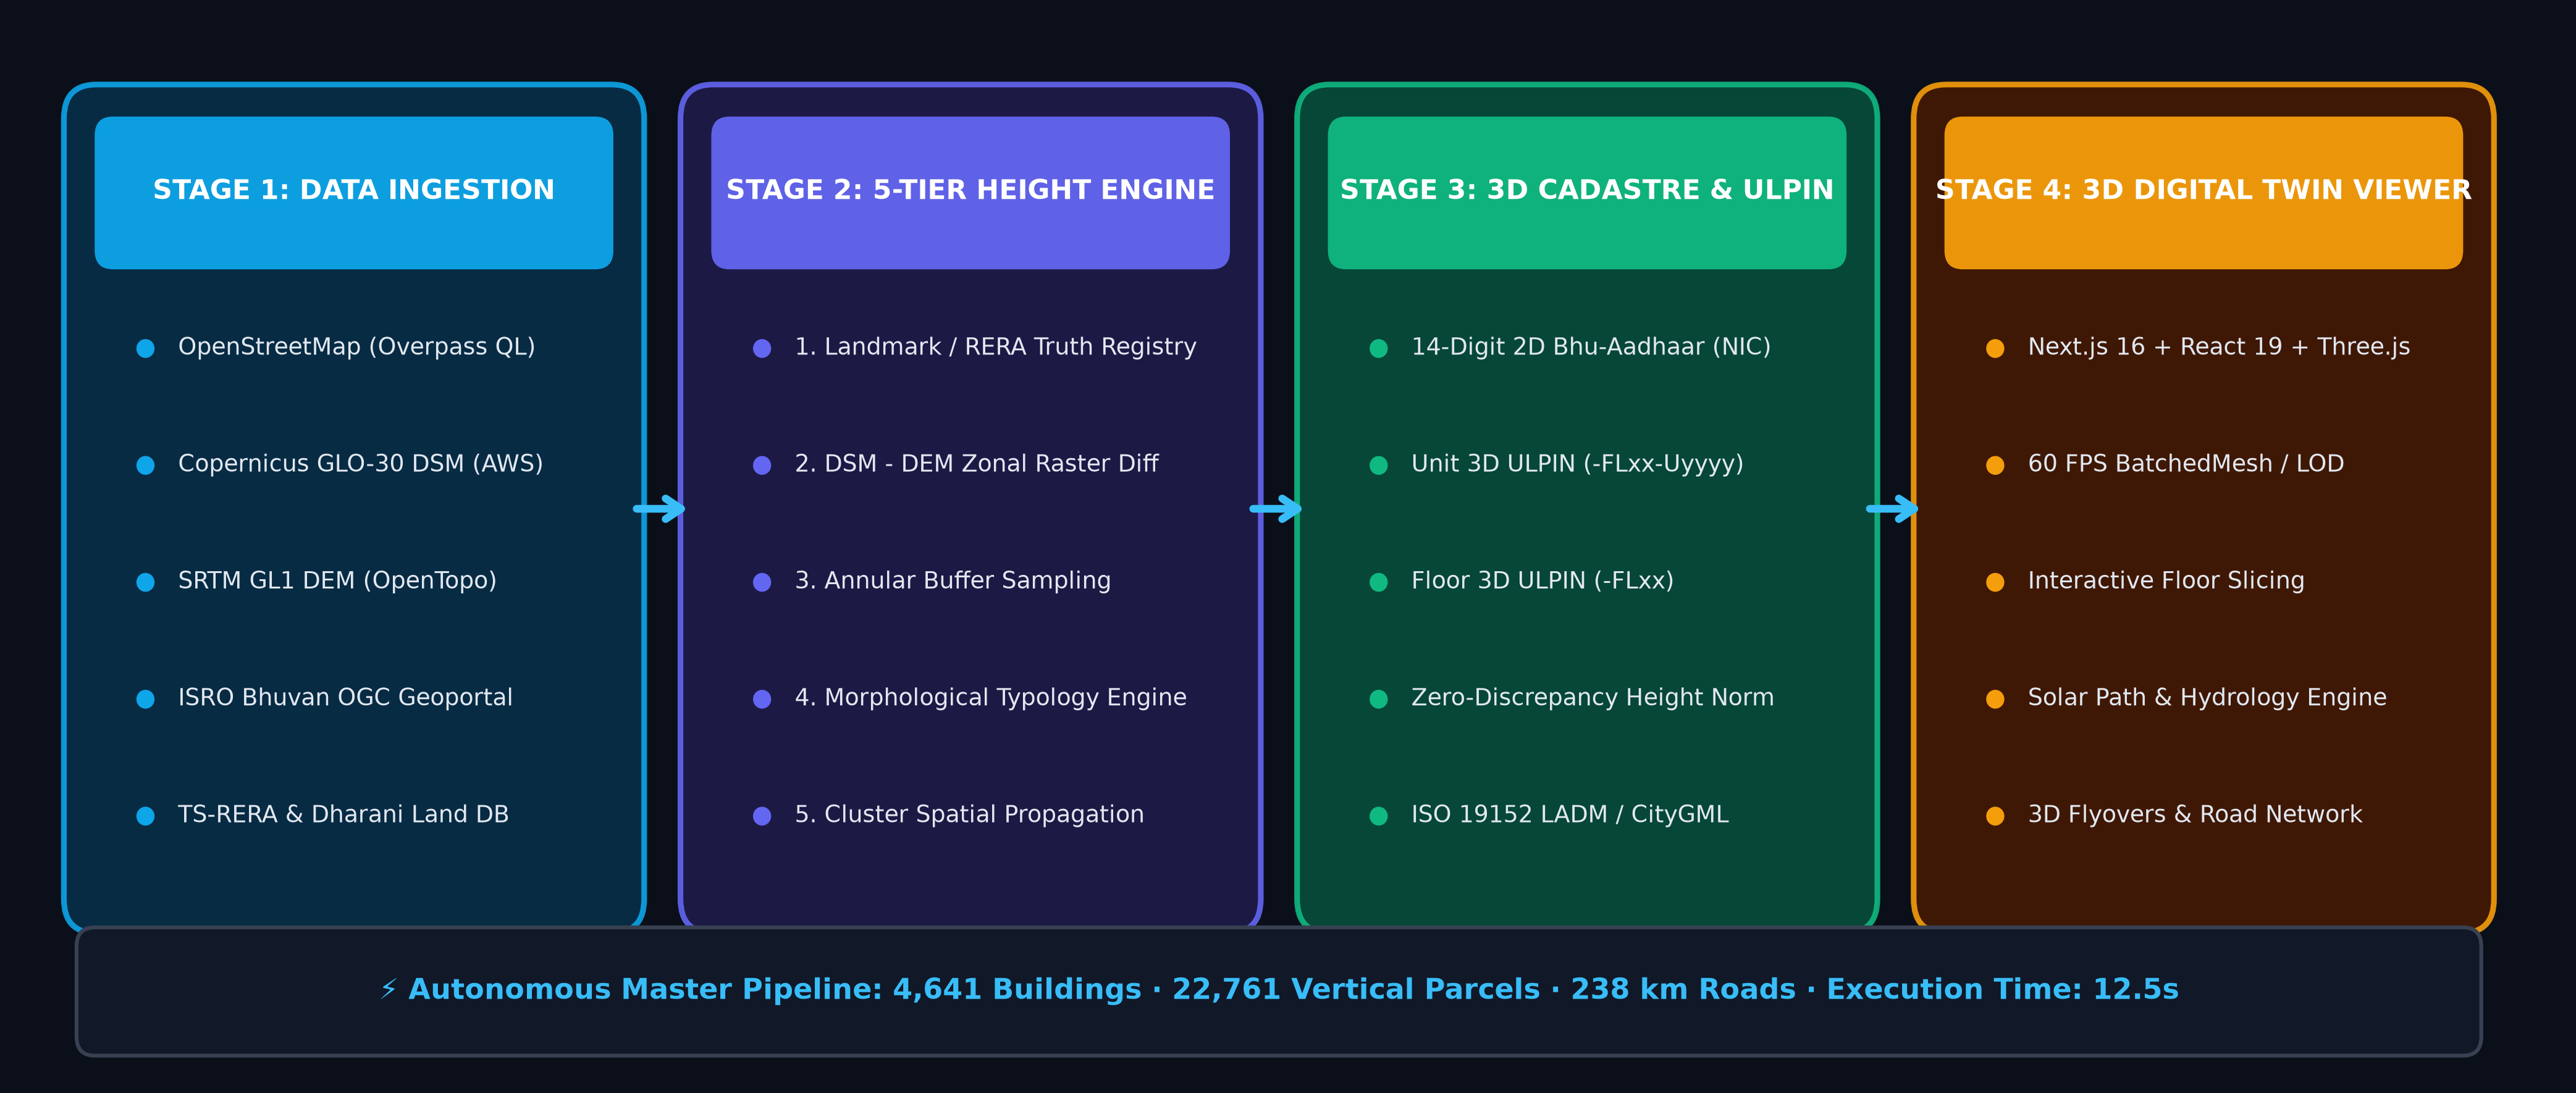 STAGE 1: DATA INGESTION
OpenStreetMap (Overpass QL)
Copernicus GLO-30 DSM (AWS)
SRTM GL1 DEM (OpenTopo)
ISRO Bhuvan OGC Geoportal
TS-RERA & Dharani Land DB
STAGE 2: 5-TIER HEIGHT ENGINE
1. Landmark / RERA Truth Registry
2. DSM - DEM Zonal Raster Diff
3. Annular Buffer Sampling
4. Morphological Typology Engine
5. Cluster Spatial Propagation
STAGE 3: 3D CADASTRE & ULPIN
14-Digit 2D Bhu-Aadhaar (NIC)
Unit 3D ULPIN (-FLxx-Uyyyy)
Floor 3D ULPIN (-FLxx)
Zero-Discrepancy Height Norm
ISO 19152 LADM / CityGML
STAGE 4: 3D DIGITAL TWIN VIEWER
Next.js 16 + React 19 + Three.js
60 FPS BatchedMesh / LOD
Interactive Floor Slicing
Solar Path & Hydrology Engine
3D Flyovers & Road Network
⚡ Autonomous Master Pipeline: 4,641 Buildings · 22,761 Vertical Parcels · 238 km Roads · Execution Time: 12.5s